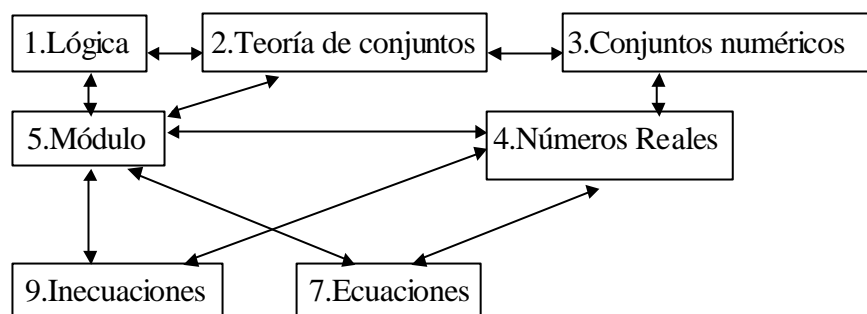 1.Lógica
2.Teoría de conjuntos
3.Conjuntos numéricos
5.Módulo
4.Números Reales
9.Inecuaciones
7.Ecuaciones